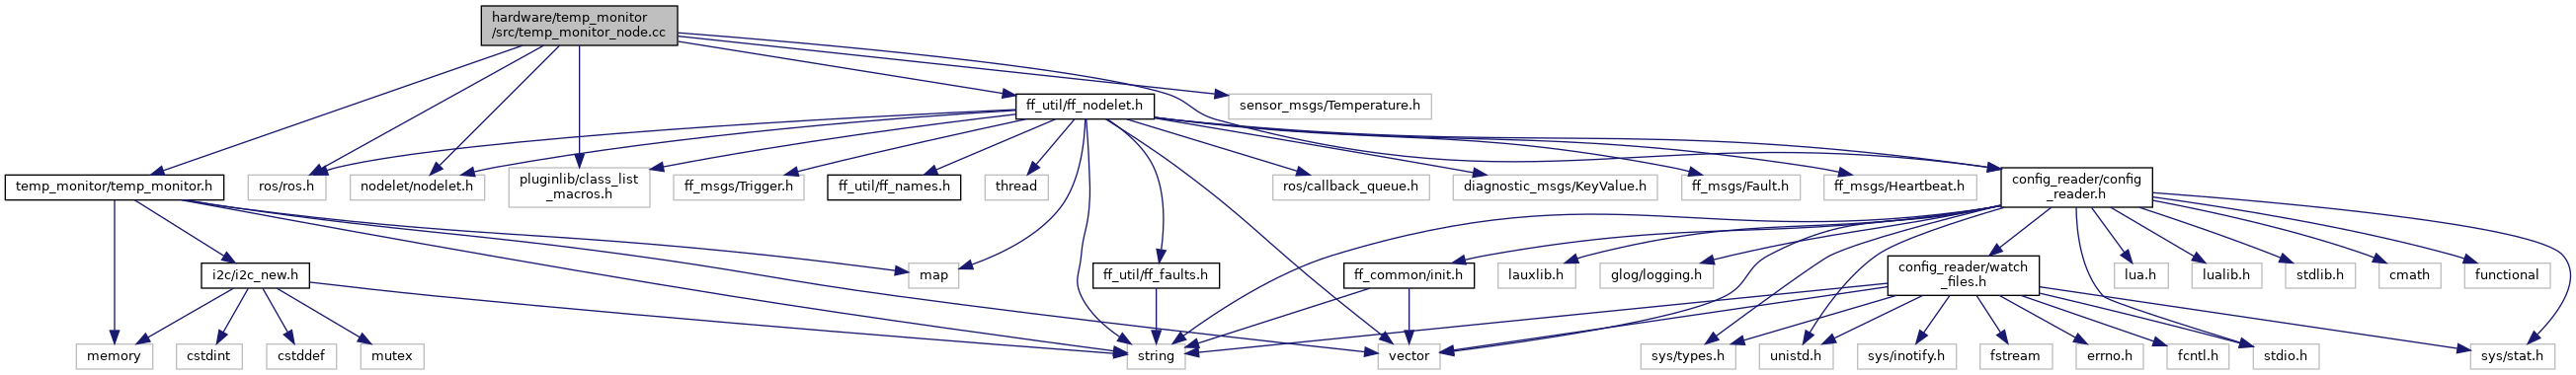 hardware/temp_monitor
/src/temp_monitor_node.cc
ff_util/ff_nodelet.h
sensor_msgs/Temperature.h
temp_monitor/temp_monitor.h
ros/ros.h
nodelet/nodelet.h
pluginlib/class_list
_macros.h
ff_msgs/Trigger.h
ff_util/ff_names.h
thread
ros/callback_queue.h
diagnostic_msgs/KeyValue.h
ff_msgs/Fault.h
ff_msgs/Heartbeat.h
config_reader/config
_reader.h
i2c/i2c_new.h
map
ff_util/ff_faults.h
ff_common/init.h
lauxlib.h
glog/logging.h
config_reader/watch
_files.h
lua.h
lualib.h
stdlib.h
cmath
functional
memory
cstdint
cstddef
mutex
string
vector
sys/types.h
unistd.h
sys/inotify.h
fstream
errno.h
fcntl.h
stdio.h
sys/stat.h